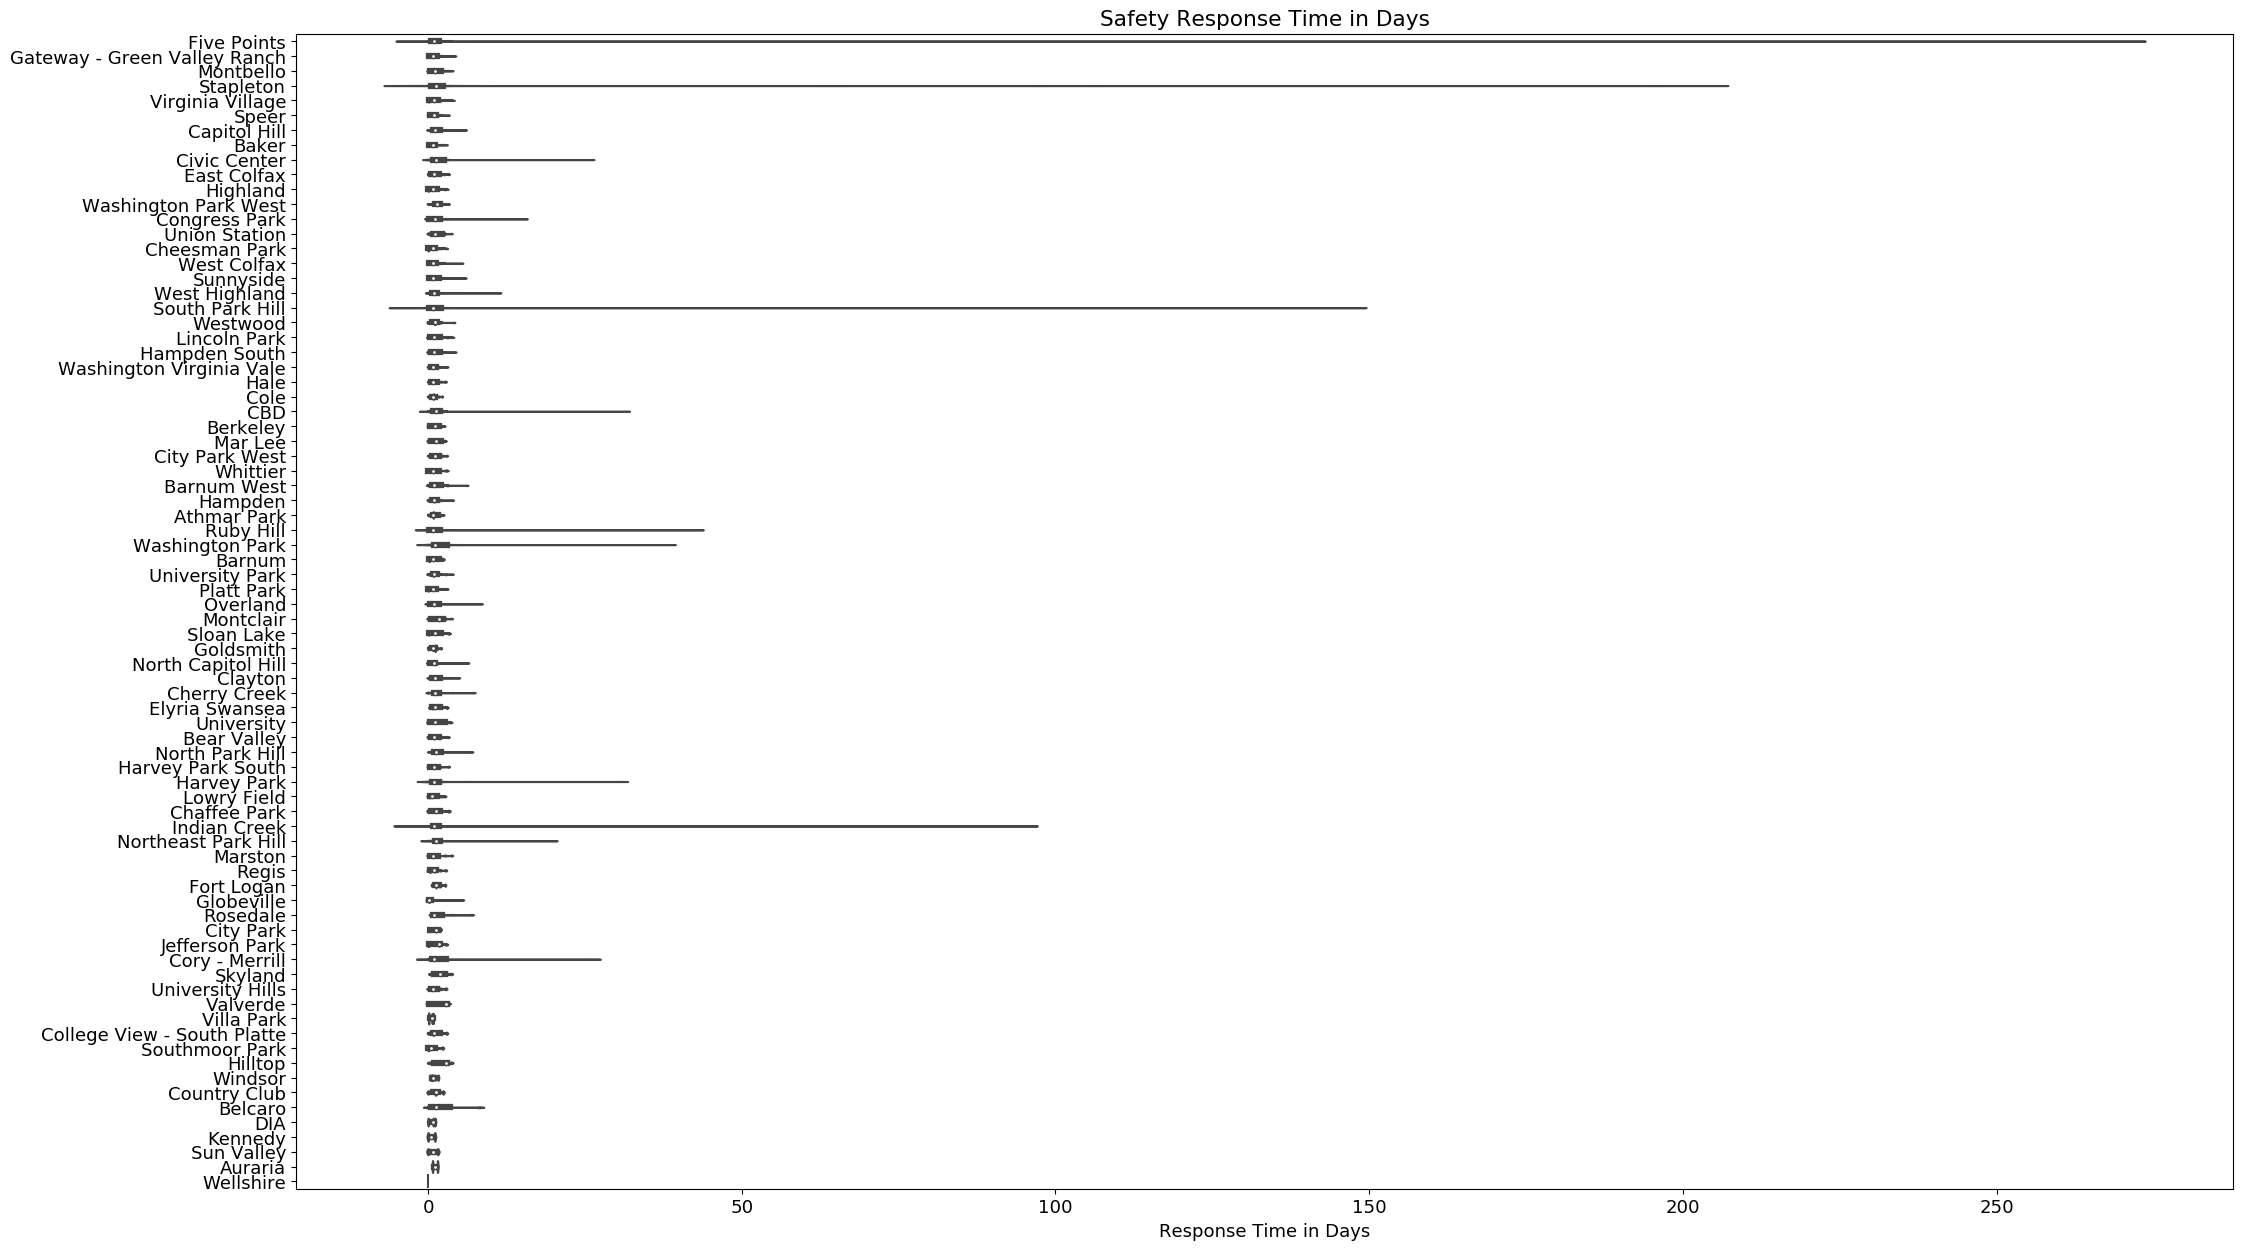 Safety Response Time in Days
Five Points
Gateway - Green Valley Ranch
Montbello
Stapleton
Virginia Village
Speer
Capitol Hill
Baker
Civic Center
East Colfax
Highland
Washington Park West
Congress Park
Union Station
Cheesman Park
West Colfax
Sunnyside
West Highland
South Park Hill
Westwood
Lincoln Park
Hampden South
Washington Virginia Vale
Hale
Cole
CBD
Berkeley
Mar Lee
City Park West
Whittier
Barnum West
Hampden
Athmar Park
Ruby Hill
Washington Park
Barnum
University Park
Platt Park
Overland
Montclair
Sloan Lake
Goldsmith
North Capitol Hill
Clayton
Cherry Creek
Elyria Swansea
University
Bear Valley
North Park Hill
Harvey Park South
Harvey Park
Lowry Field
Chaffee Park
Indian Creek
Northeast Park Hill
Marston
Regis
Fort Logan
Globeville
Rosedale
City Park
Jefferson Park
Cory - Merrill
Skyland
University Hills
Valverde
Villa Park
College View - South Platte
Southmoor Park
Hilltop
Windsor
Country Club
Belcaro
DIA
Kennedy
Sun Valley
Auraria
Wellshire
0 50 100 150 200 250
Response Time in Days